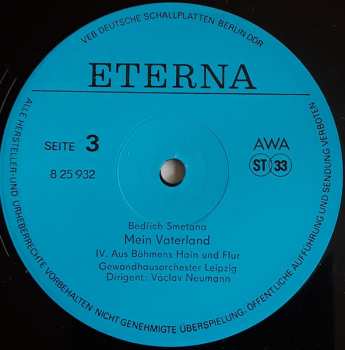 VEB DEUTSCHE SCHALLPLATTEN BERLIN DDR
ETERNA
SEITE 3
8 25 932
AWA
ST 33
Bedřich Smetana
Mein Vaterland
IV. Aus Böhmens Hain und Flur
Gewandhausorchester Leipzig
Dirigent: Václav Neumann
ALLE HERSTELLER- UND URHEBERRECHTE VORBEHALTEN NICHT GENEHMIGTE ÜBERSPIELUNG, ÖFFENTLICHE AUFFÜHRUNG UND SENDUNG VERBOTEN